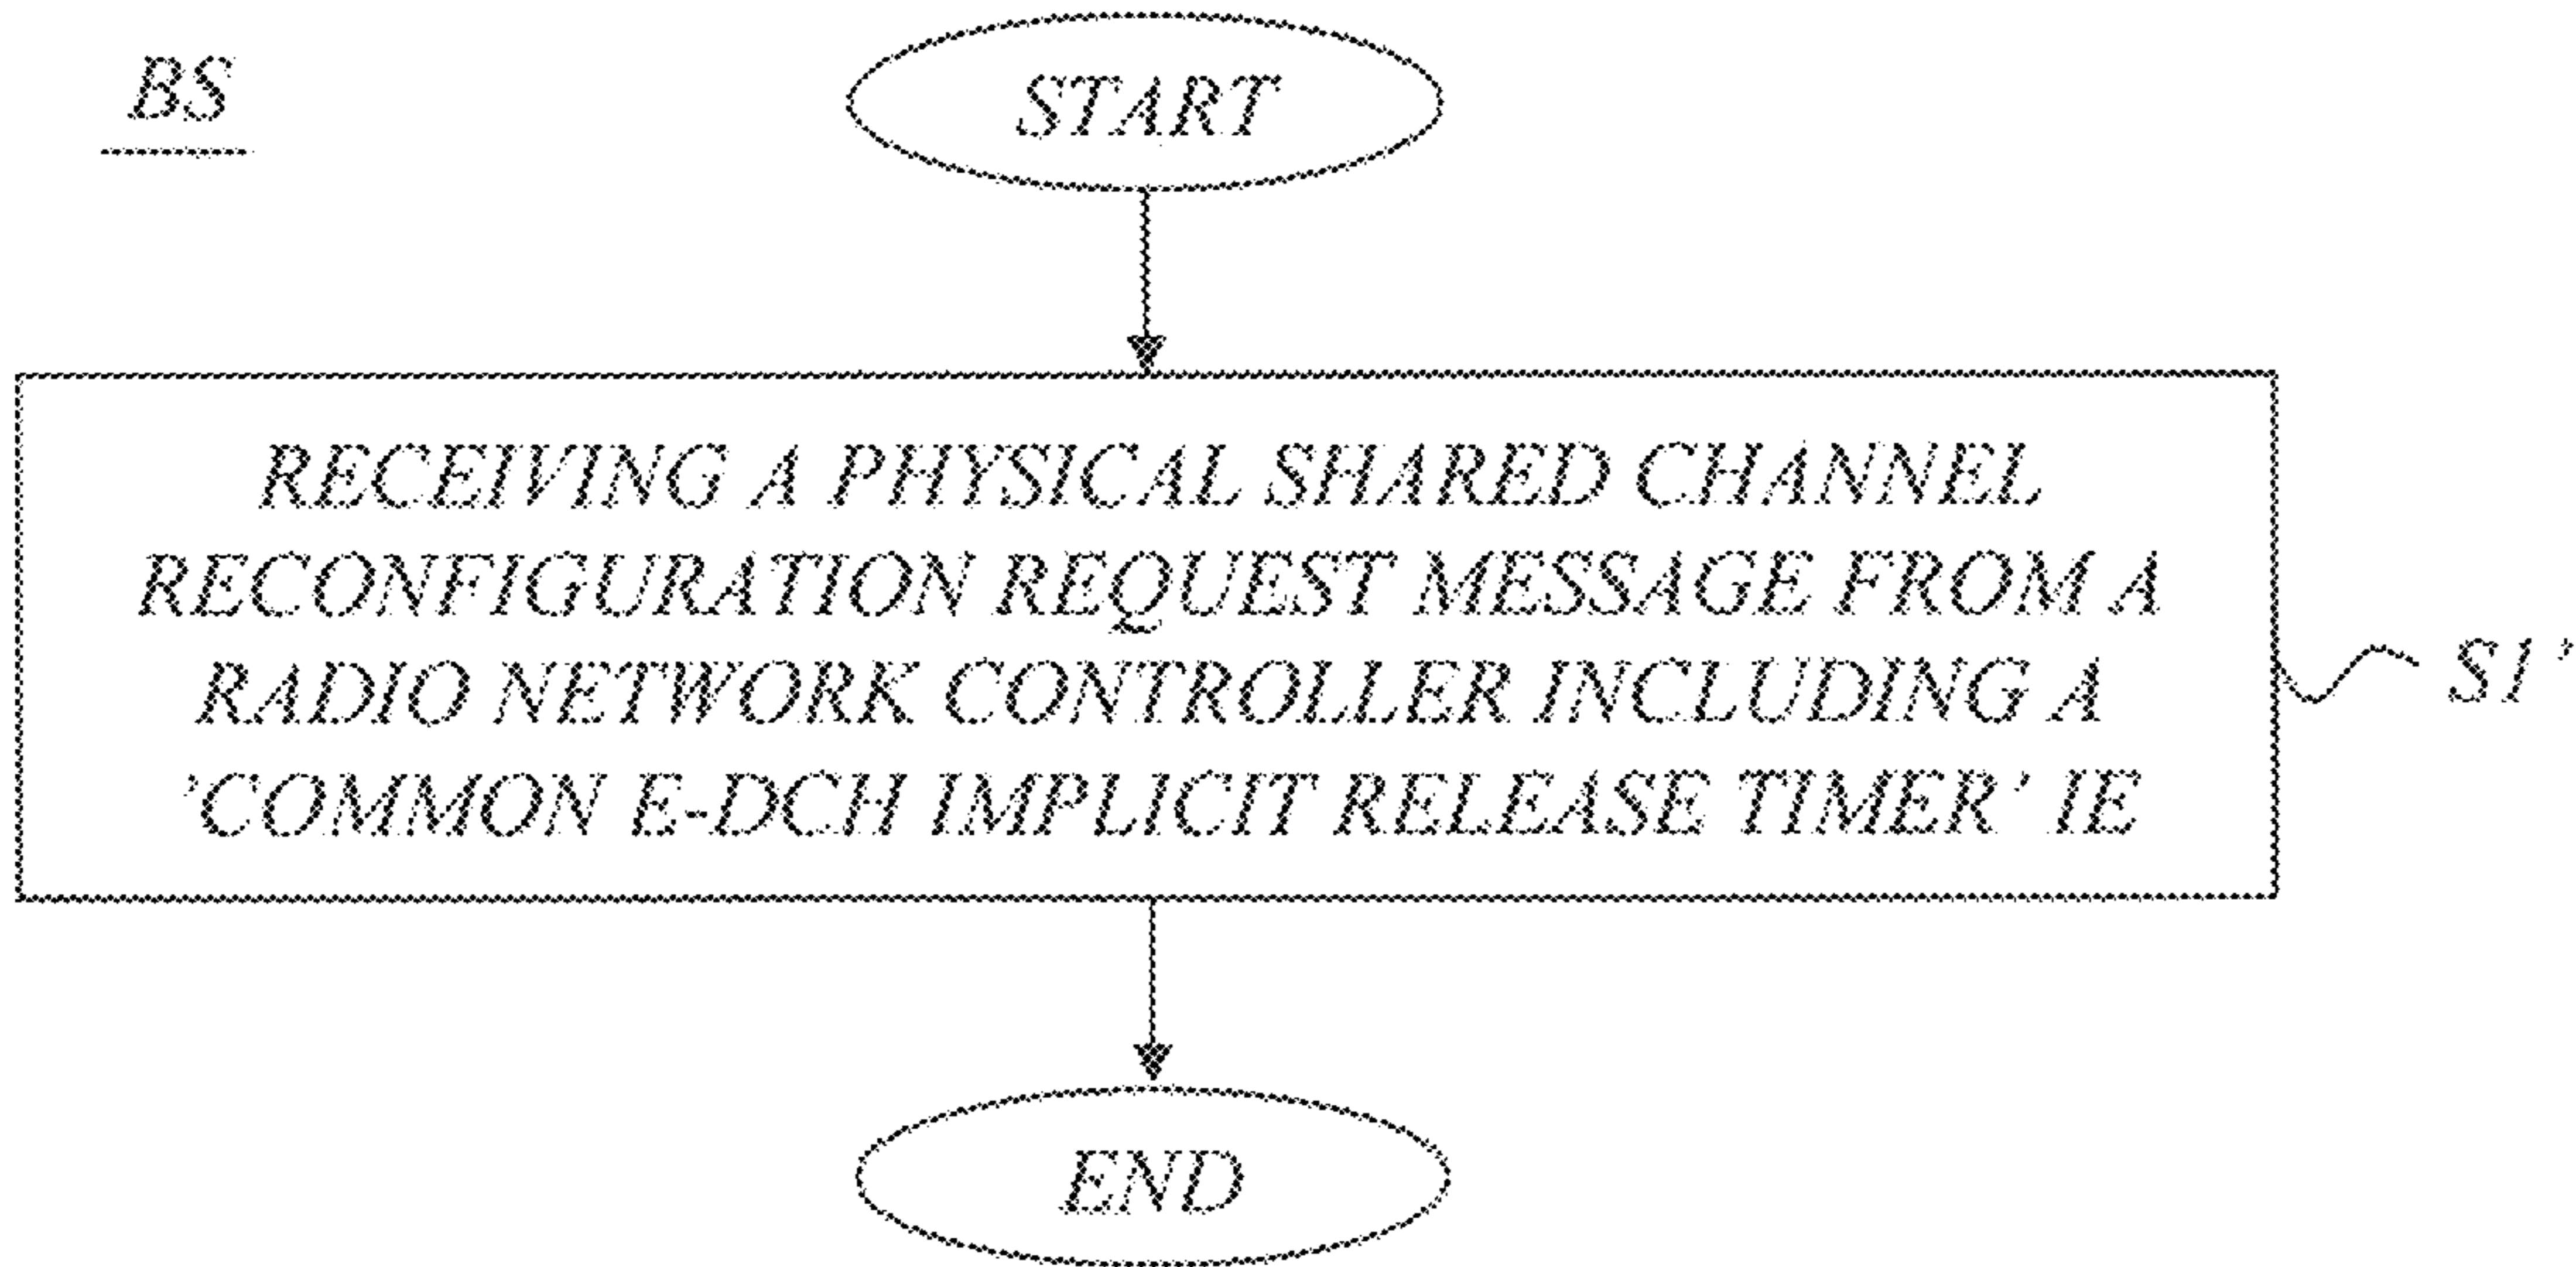 BS
START
RECEIVING A PHYSICAL SHARED CHANNEL
RECONFIGURATION REQUEST MESSAGE FROM A
RADIO NETWORK CONTROLLER INCLUDING A
’COMMON E-DCH IMPLICIT RELEASE TIMER’ IE
S1’
END